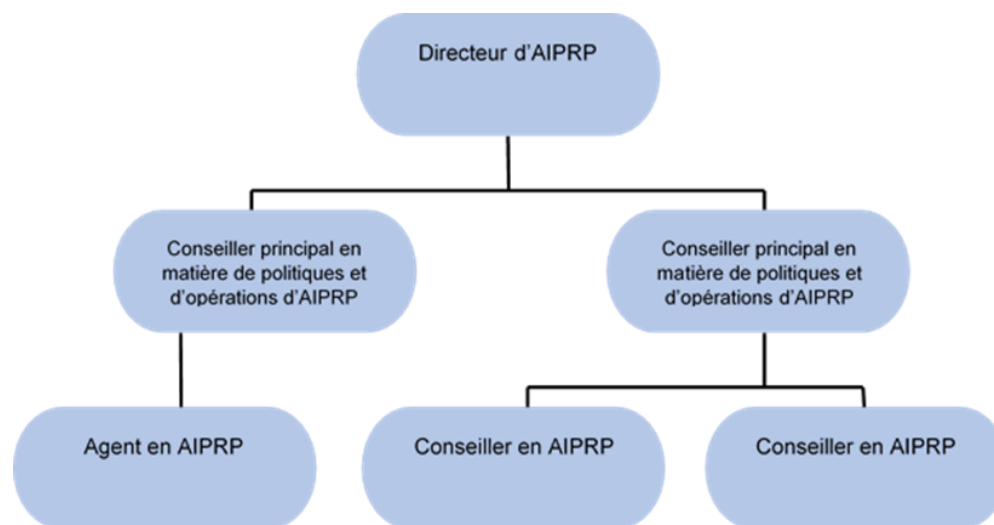 Directeur d’AIPRP
Conseiller principal en
matière de politiques et
d’opérations d’AIPRP
Conseiller principal en
matière de politiques et
d’opérations d’AIPRP
Agent en AIPRP
Conseiller en AIPRP
Conseiller en AIPRP